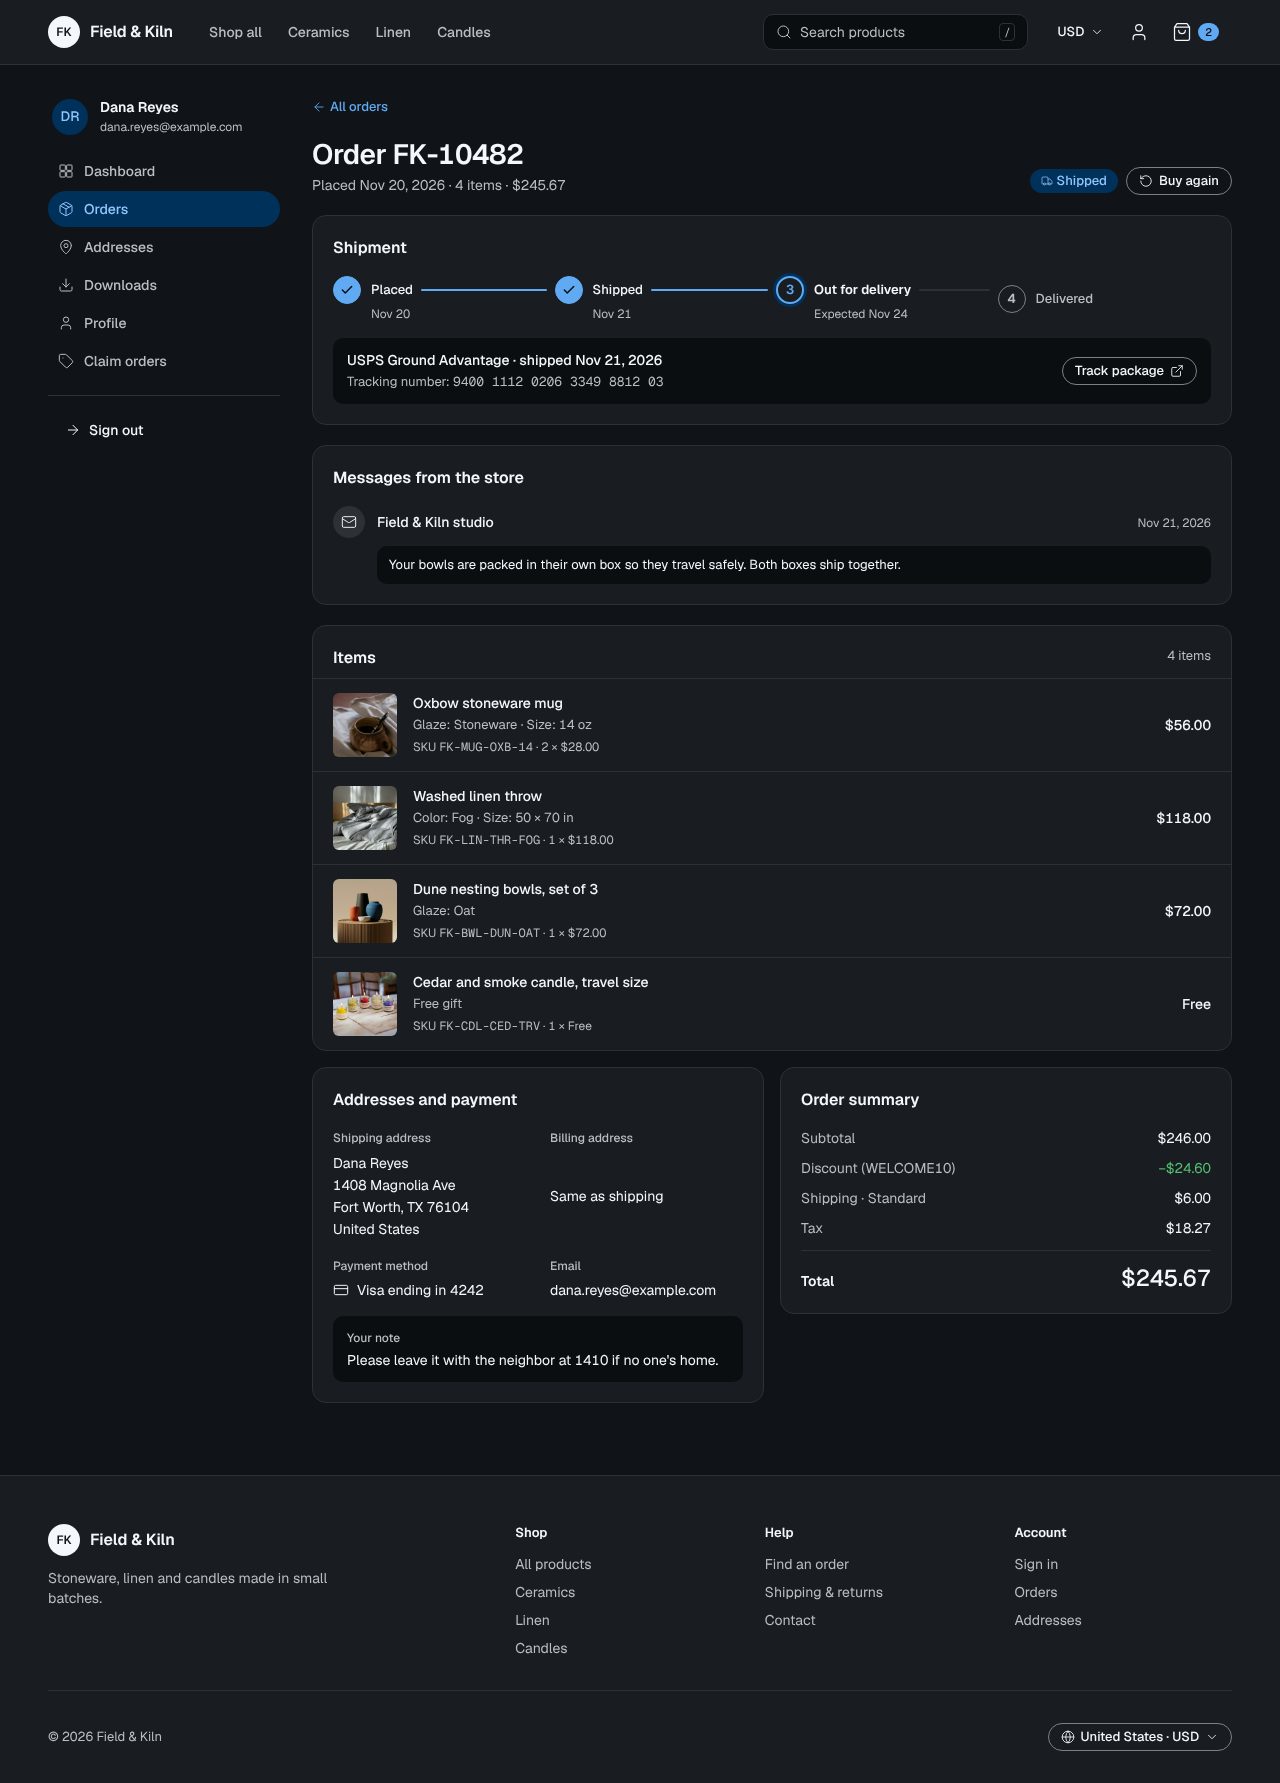 FK Field & Kiln Shop all Ceramics Linen Candles Search products / USD 2
DR Dana Reyes
dana.reyes@example.com
Dashboard
Orders
Addresses
Downloads
Profile
Claim orders
Sign out
All orders
Order FK-10482
Placed Nov 20, 2026 · 4 items · $245.67
Shipped Buy again
Shipment
Placed Shipped 3 Out for delivery 4 Delivered
Nov 20 Nov 21 Expected Nov 24
USPS Ground Advantage · shipped Nov 21, 2026
Tracking number: 9400 1112 0206 3349 8812 03
Track package
Messages from the store
Field & Kiln studio Nov 21, 2026
Your bowls are packed in their own box so they travel safely. Both boxes ship together.
Items 4 items
Oxbow stoneware mug
Glaze: Stoneware · Size: 14 oz
SKU FK-MUG-OXB-14 · 2 × $28.00
$56.00
Washed linen throw
Color: Fog · Size: 50 × 70 in
SKU FK-LIN-THR-FOG · 1 × $118.00
$118.00
Dune nesting bowls, set of 3
Glaze: Oat
SKU FK-BWL-DUN-OAT · 1 × $72.00
$72.00
Cedar and smoke candle, travel size
Free gift
SKU FK-CDL-CED-TRV · 1 × Free
Free
Addresses and payment
Shipping address
Dana Reyes
1408 Magnolia Ave
Fort Worth, TX 76104
United States
Billing address
Same as shipping
Payment method
Visa ending in 4242
Email
dana.reyes@example.com
Your note
Please leave it with the neighbor at 1410 if no one's home.
Order summary
Subtotal $246.00
Discount (WELCOME10) −$24.60
Shipping · Standard $6.00
Tax $18.27
Total $245.67
FK Field & Kiln
Stoneware, linen and candles made in small
batches.
Shop
All products
Ceramics
Linen
Candles
Help
Find an order
Shipping & returns
Contact
Account
Sign in
Orders
Addresses
© 2026 Field & Kiln
United States · USD